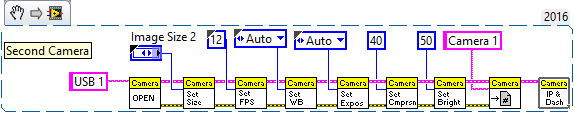 2016
Image Size 2
12
Auto
Auto
40
50
Camera 1
Second Camera
USB 1
Camera
OPEN
Camera
Set
Size
Camera
Set
FPS
Camera
Set
WB
Camera
Set
Expos
Camera
Set
Cmprsn
Camera
Set
Bright
Camera
#
Camera
IP &
Dash